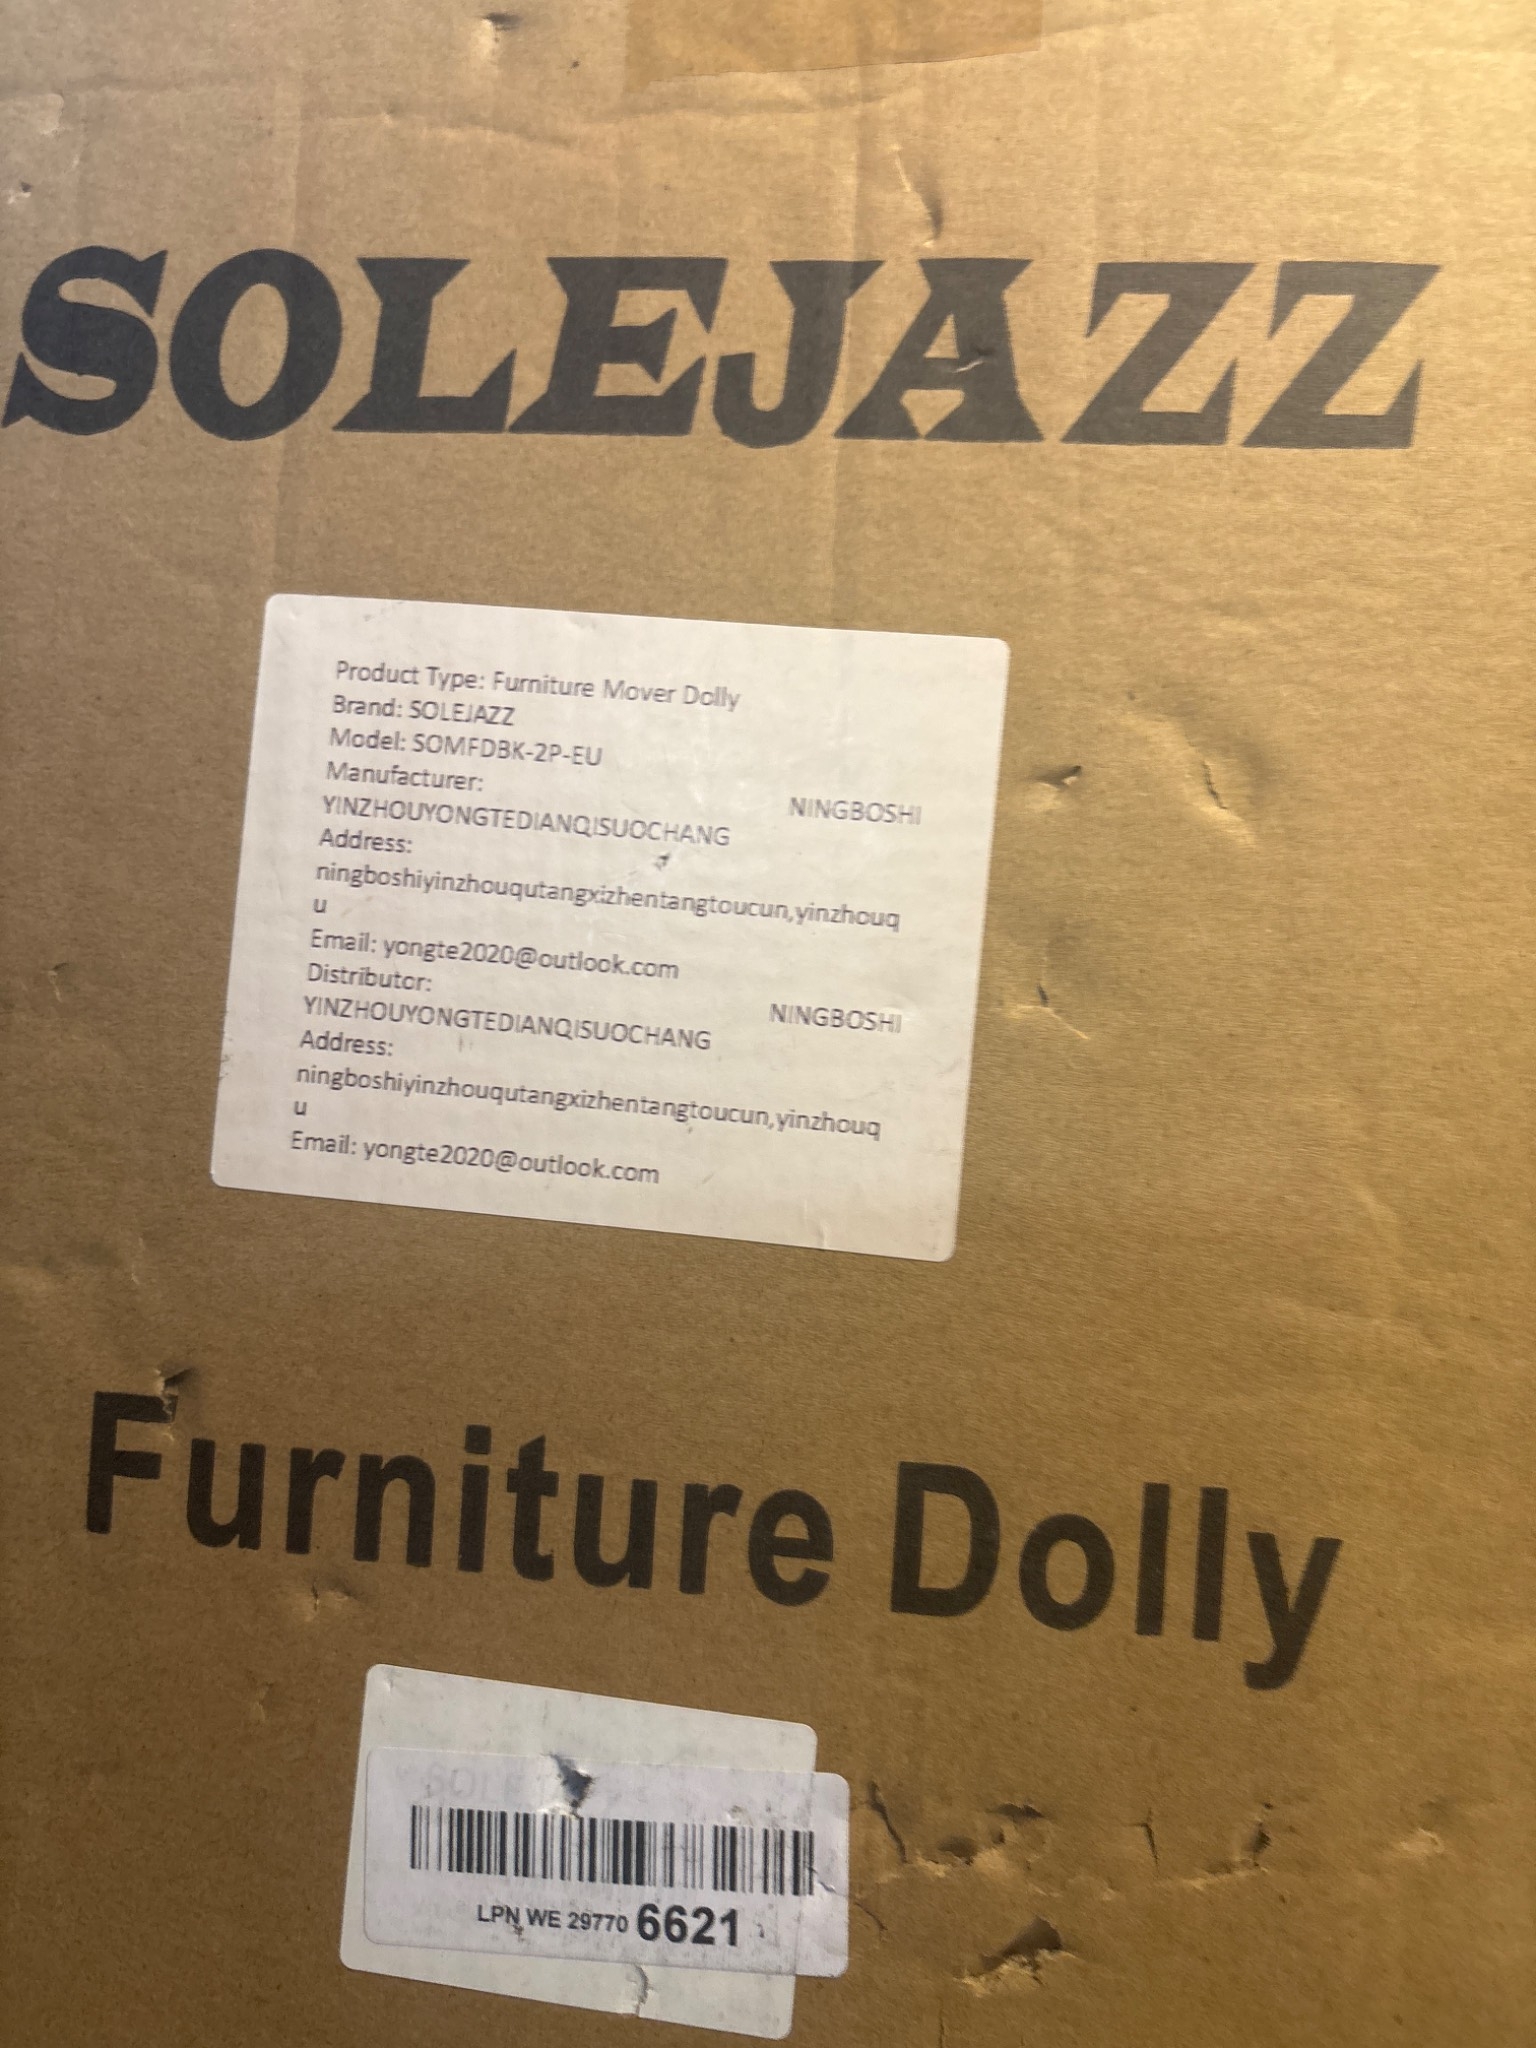 SOLEJAZZ
Product Type: Furniture Mover Dolly
Brand: SOLEJAZZ
Model: SOMFDBK-2P-EU
Manufacturer: NINGBOSHI
YINZHOUYONGTEDIANQISUOCHANG
Address:
ningboshiyinzhouqutangxizhentangtoucun,yinzhouq
u
Email: yongte2020@outlook.com
Distributor: NINGBOSHI
YINZHOUYONGTEDIANQISUOCHANG
Address:
ningboshiyinzhouqutangxizhentangtoucun,yinzhouq
u
Email: yongte2020@outlook.com
Furniture Dolly
LPN WE 29770 6621